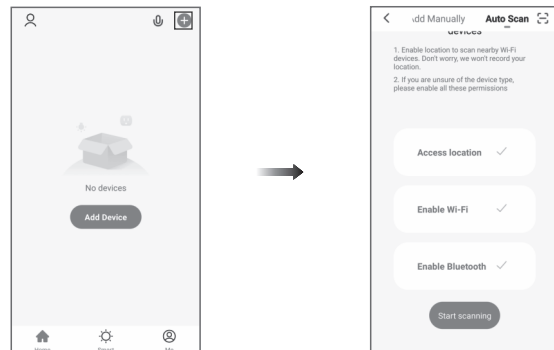 No devices
Add Device
Home
Smart
Me
dd Manually
Auto Scan
devices
1. Enable location to scan nearby Wi-Fi
devices. Don't worry, we won't record your
location.
2. If you are unsure of the device type,
please enable all these permissions
Access location
Enable Wi-Fi
Enable Bluetooth
Start scanning